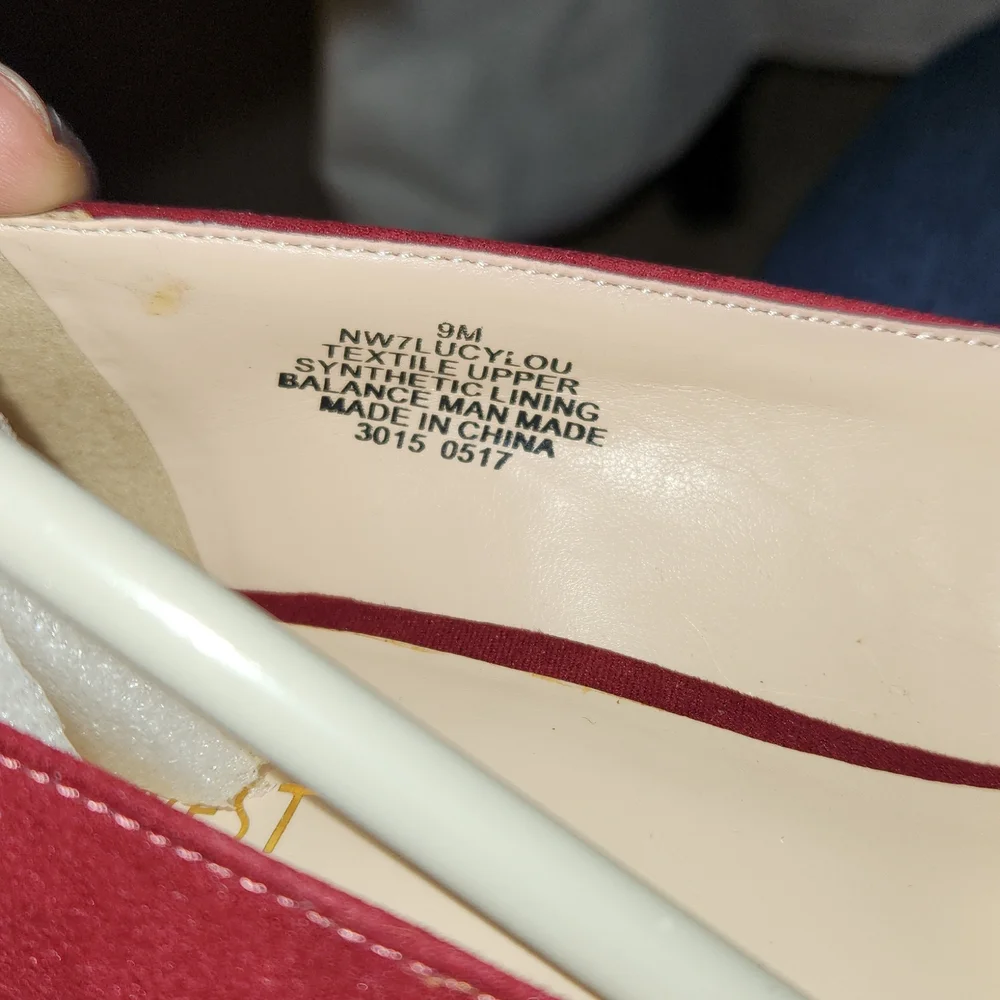 9M
NW7LUCYLOU
TEXTILE UPPER
SYNTHETIC LINING
BALANCE MAN MADE
MADE IN CHINA
3015 0517